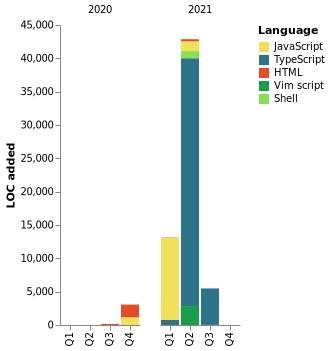 2020
2021
LOC added
45,000
40,000
35,000
30,000
25,000
20,000
15,000
10,000
5,000
0
Q1
Q2
Q3
Q4
Q1
Q2
Q3
Q4
Language
JavaScript
TypeScript
HTML
Vim script
Shell